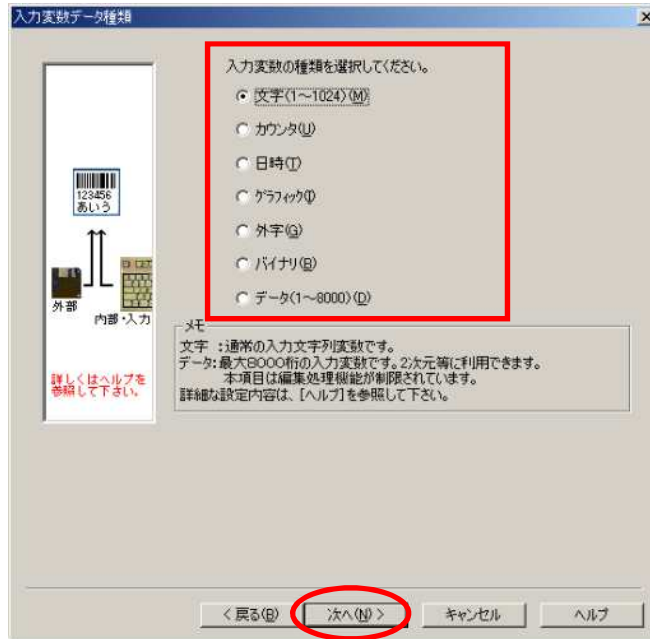 入力変数データ種類
入力変数の種類を選択してください。
文字(1～1024)(M)
カウンタ(U)
日時(T)
グラフィック(I)
外字(G)
バイナリ(B)
データ(1～8000)(D)
123456
あいう
外部
内部・入力
詳しくはヘルプを
参照して下さい。
メモ
文字 :通常の入力文字列変数です。
データ:最大8000桁の入力変数です。2次元等に利用できます。
本項目は編集処理機能が制限されています。
詳細な設定内容は、[ヘルプ]を参照して下さい。
< 戻る(B)
次へ(N) >
キャンセル
ヘルプ